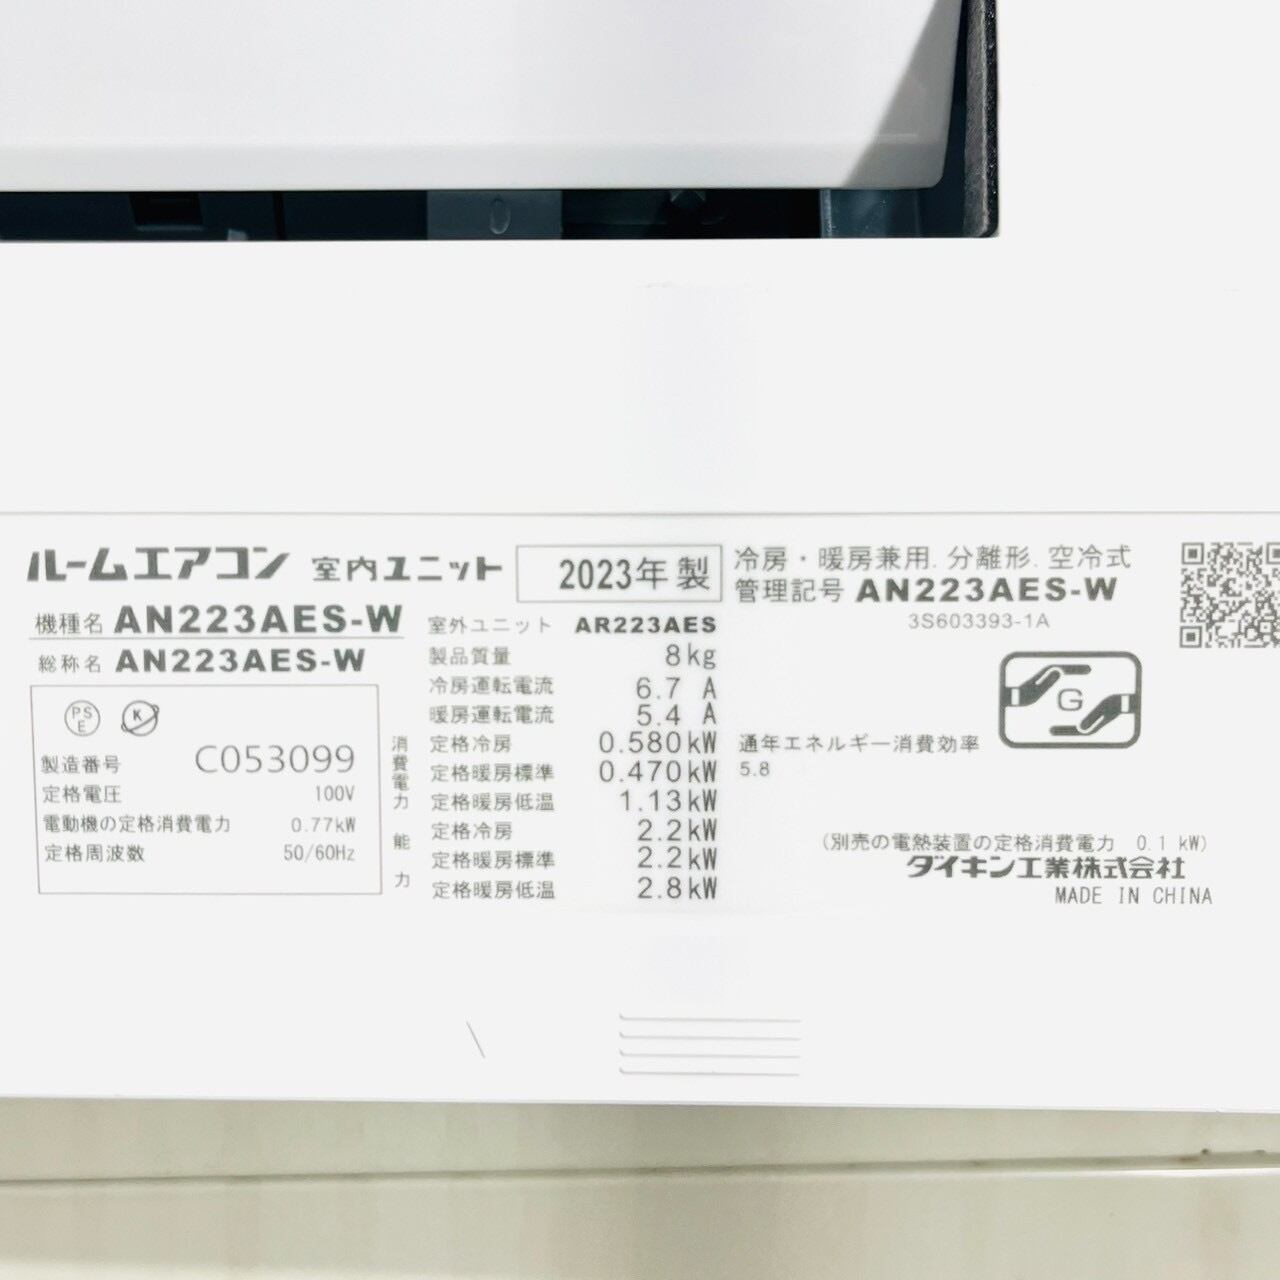 ルームエアコン 室内ユニット 2023年 製
機種名 AN223AES-W
総称名 AN223AES-W
PS E K
製造番号 C053099
定格電圧 100V
電動機の定格消費電力 0.77kW
定格周波数 50/60Hz
室外ユニット AR223AES
製品質量 8kg
冷房運転電流 6.7 A
暖房運転電流 5.4 A
消費電力
定格冷房 0.580kW
定格暖房標準 0.470kW
定格暖房低温 1.13kW
能力
定格冷房 2.2kW
定格暖房標準 2.2kW
定格暖房低温 2.8kW
冷房・暖房兼用.分離形.空冷式
管理記号 AN223AES-W
3S603393-1A
G
通年エネルギー消費効率
5.8
(別売の電熱装置の定格消費電力 0.1 kW)
ダイキン工業株式会社
MADE IN CHINA